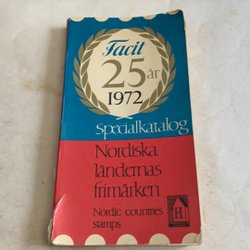 Facit
25 år
1972
Specialkatalog
Nordiska
ländernas
frimärken
Nordic countries
stamps
H